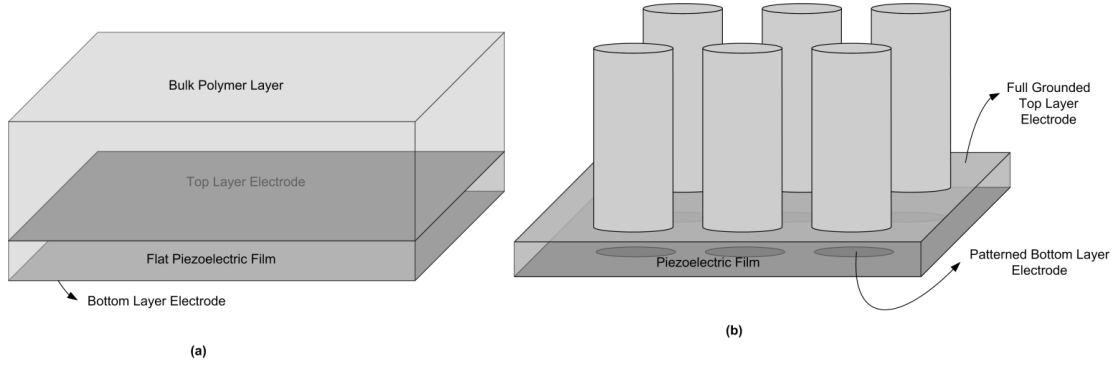 Bulk Polymer Layer
Top Layer Electrode
Flat Piezoelectric Film
Bottom Layer Electrode
(a)
Full Grounded
Top Layer
Electrode
Piezoelectric Film
Patterned Bottom Layer
Electrode
(b)